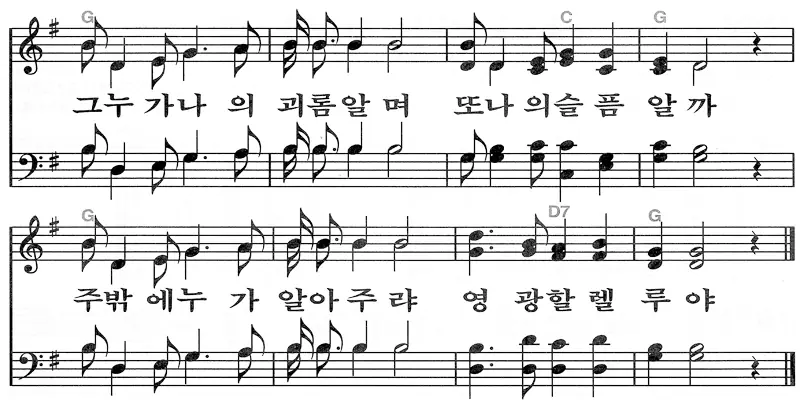 G C G
그누 가나 의 괴롬알 며 또나 의슬 픔 알 까
G D7 G
주밖 에누 가 알아주 랴 영 광할 렐 루 야